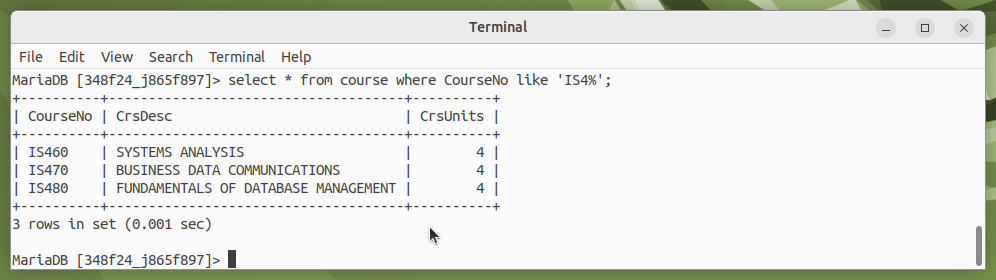 Terminal
File Edit View Search Terminal Help
MariaDB [348f24_j865f897]> select * from course where CourseNo like 'IS4%';
+----------+-------------------------------------+----------+
| CourseNo | CrsDesc                             | CrsUnits |
+----------+-------------------------------------+----------+
| IS460    | SYSTEMS ANALYSIS                    |        4 |
| IS470    | BUSINESS DATA COMMUNICATIONS        |        4 |
| IS480    | FUNDAMENTALS OF DATABASE MANAGEMENT |        4 |
+----------+-------------------------------------+----------+
3 rows in set (0.001 sec)
MariaDB [348f24_j865f897]>